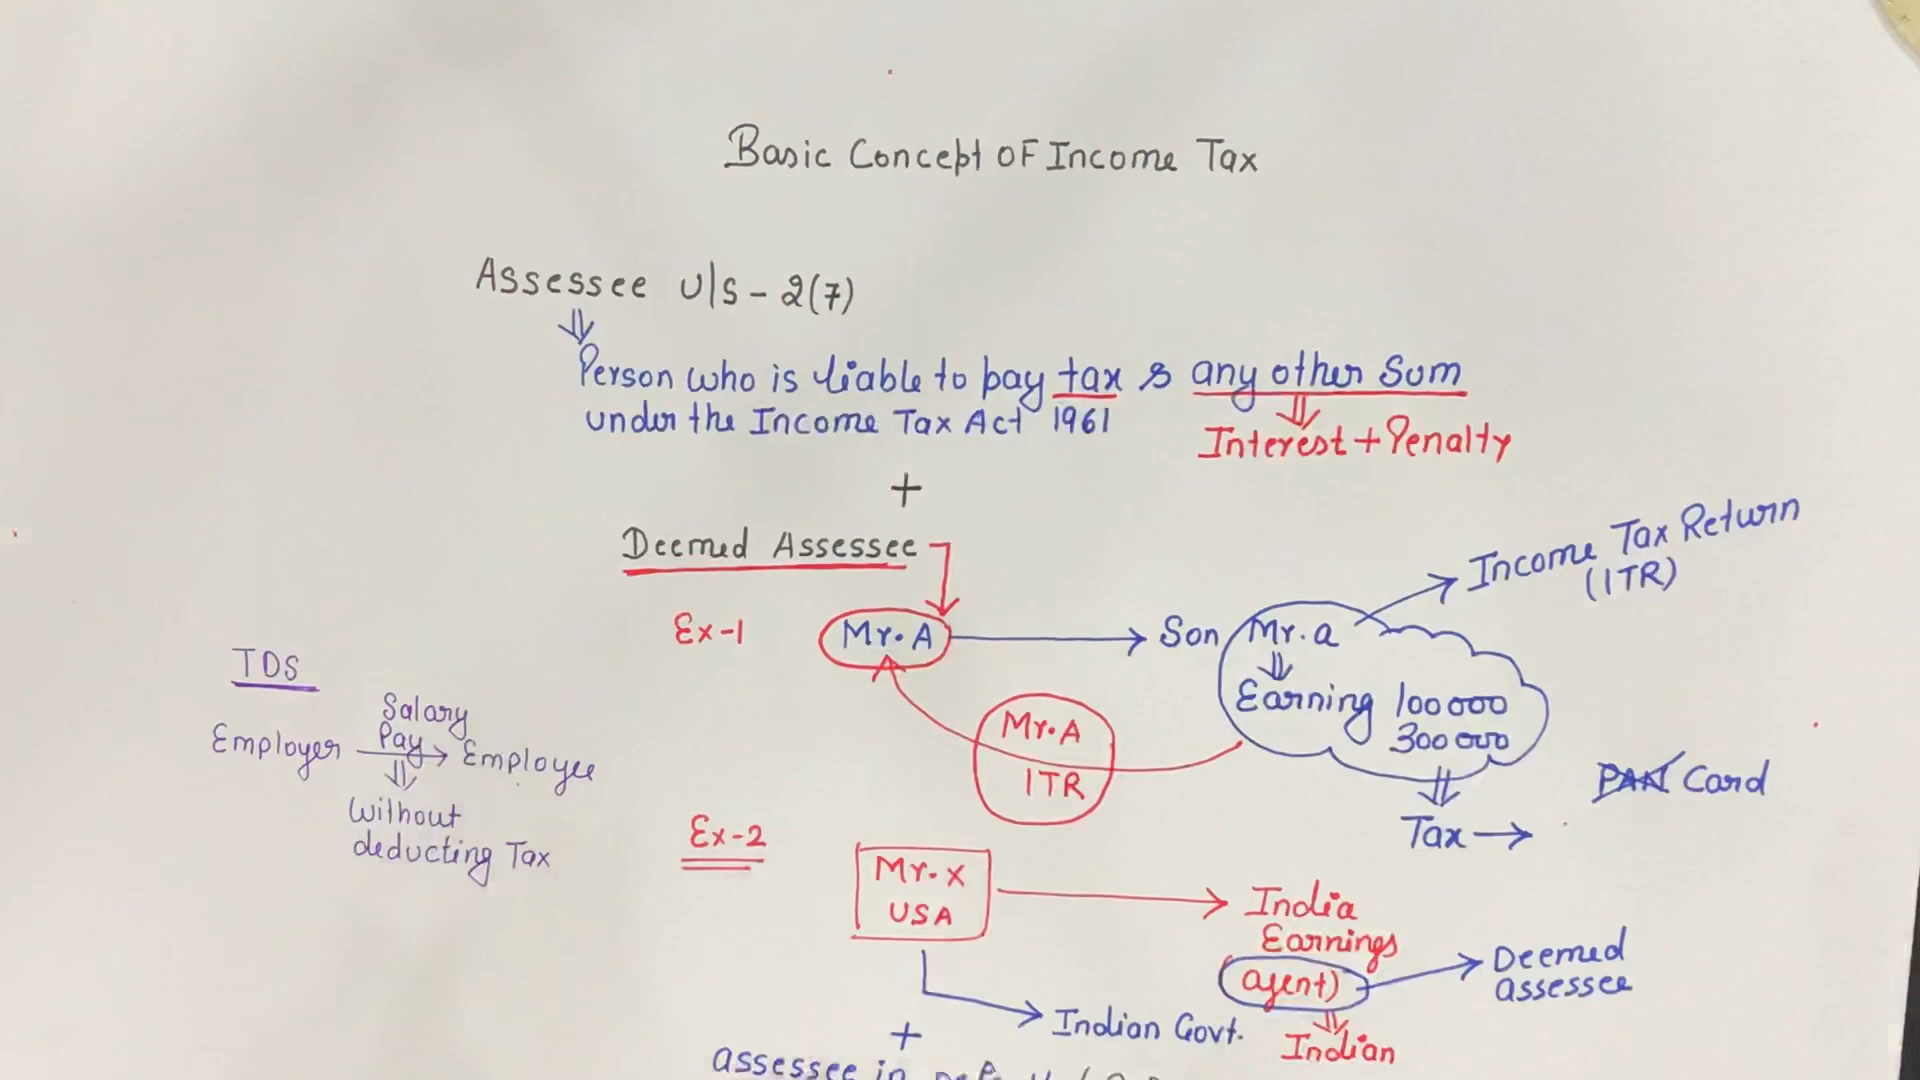 Basic Concept OF Income Tax
Assessee U/S - 2(7)
Person who is liable to pay tax & any other Sum
under the Income Tax Act 1961
Interest + Penalty
+
Deemed Assessee
Income Tax Return
(ITR)
Ex-1
Mr. A
Son Mr. a
Earning 100000
300000
Mr. A
ITR
Tax
PAN Card
TDS
Salary
Employer Pay Employee
Without
deducting Tax
Ex-2
Mr. X
USA
India
Earnings
agent)
Deemed
assessee
Indian Govt.
Indian
+
assessee in